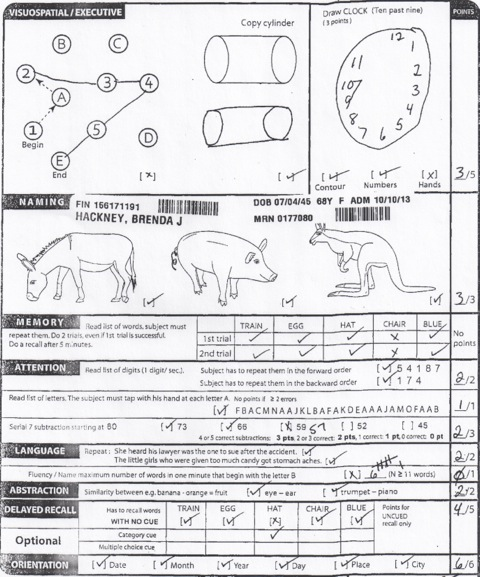 VISUOSPATIAL / EXECUTIVE
Copy cylinder
Draw CLOCK (Ten past nine)
(3 points)
POINTS
B C
2 3 4
A
1 5 D
Begin
E
End
12
1
2
3
4
5
6
7
8
9
10
11
[x] [✓] [✓] [✓] [x]
Contour Numbers Hands
3/5
NAMING
FIN 156171191
HACKNEY, BRENDA J
DOB 07/04/45 68Y F ADM 10/10/13
MRN 0177080
[✓] [✓] [✓] 3/3
MEMORY
Read list of words, subject must repeat them. Do 2 trials, even if 1st trial is successful.
Do a recall after 5 minutes.
TRAIN EGG HAT CHAIR BLUE
1st trial ✓ ✓ ✓ x ✓
2nd trial ✓ ✓ ✓ x ✓
No points
ATTENTION
Read list of digits (1 digit/ sec.).
Subject has to repeat them in the forward order [✓] 5 4 1 8 7
Subject has to repeat them in the backward order [✓] 1 7 4
2/2
Read list of letters. The subject must tap with his hand at each letter A. No points if ≥ 2 errors
[✓] F B A C M N A A J K L B A F A K D E A A A J A M O F A A B 1/1
Serial 7 subtraction starting at 80 [✓] 73 [✓] 66 [✓] 59 [ ] 52 [ ] 45
4 or 5 correct subtractions: 3 pts, 2 or 3 correct: 2 pts, 1 correct: 1 pt, 0 correct: 0 pt
2/3
LANGUAGE
Repeat: She heard his lawyer was the one to sue after the accident. [✓]
The little girls who were given too much candy got stomach aches. [✓]
2/2
Fluency / Name maximum number of words in one minute that begin with the letter B [x] 6 (N ≥ 11 words) 0/1
ABSTRACTION
Similarity between e.g. banana - orange = fruit [✓] eye – ear [✓] trumpet – piano 2/2
DELAYED RECALL
Has to recall words
WITH NO CUE
TRAIN EGG HAT CHAIR BLUE
[✓] [✓] [x] [✓] [✓]
Points for UNCUED recall only
4/5
Optional
Category cue ✓
Multiple choice cue
ORIENTATION
[✓] Date [✓] Month [✓] Year [✓] Day [✓] Place [✓] City 6/6